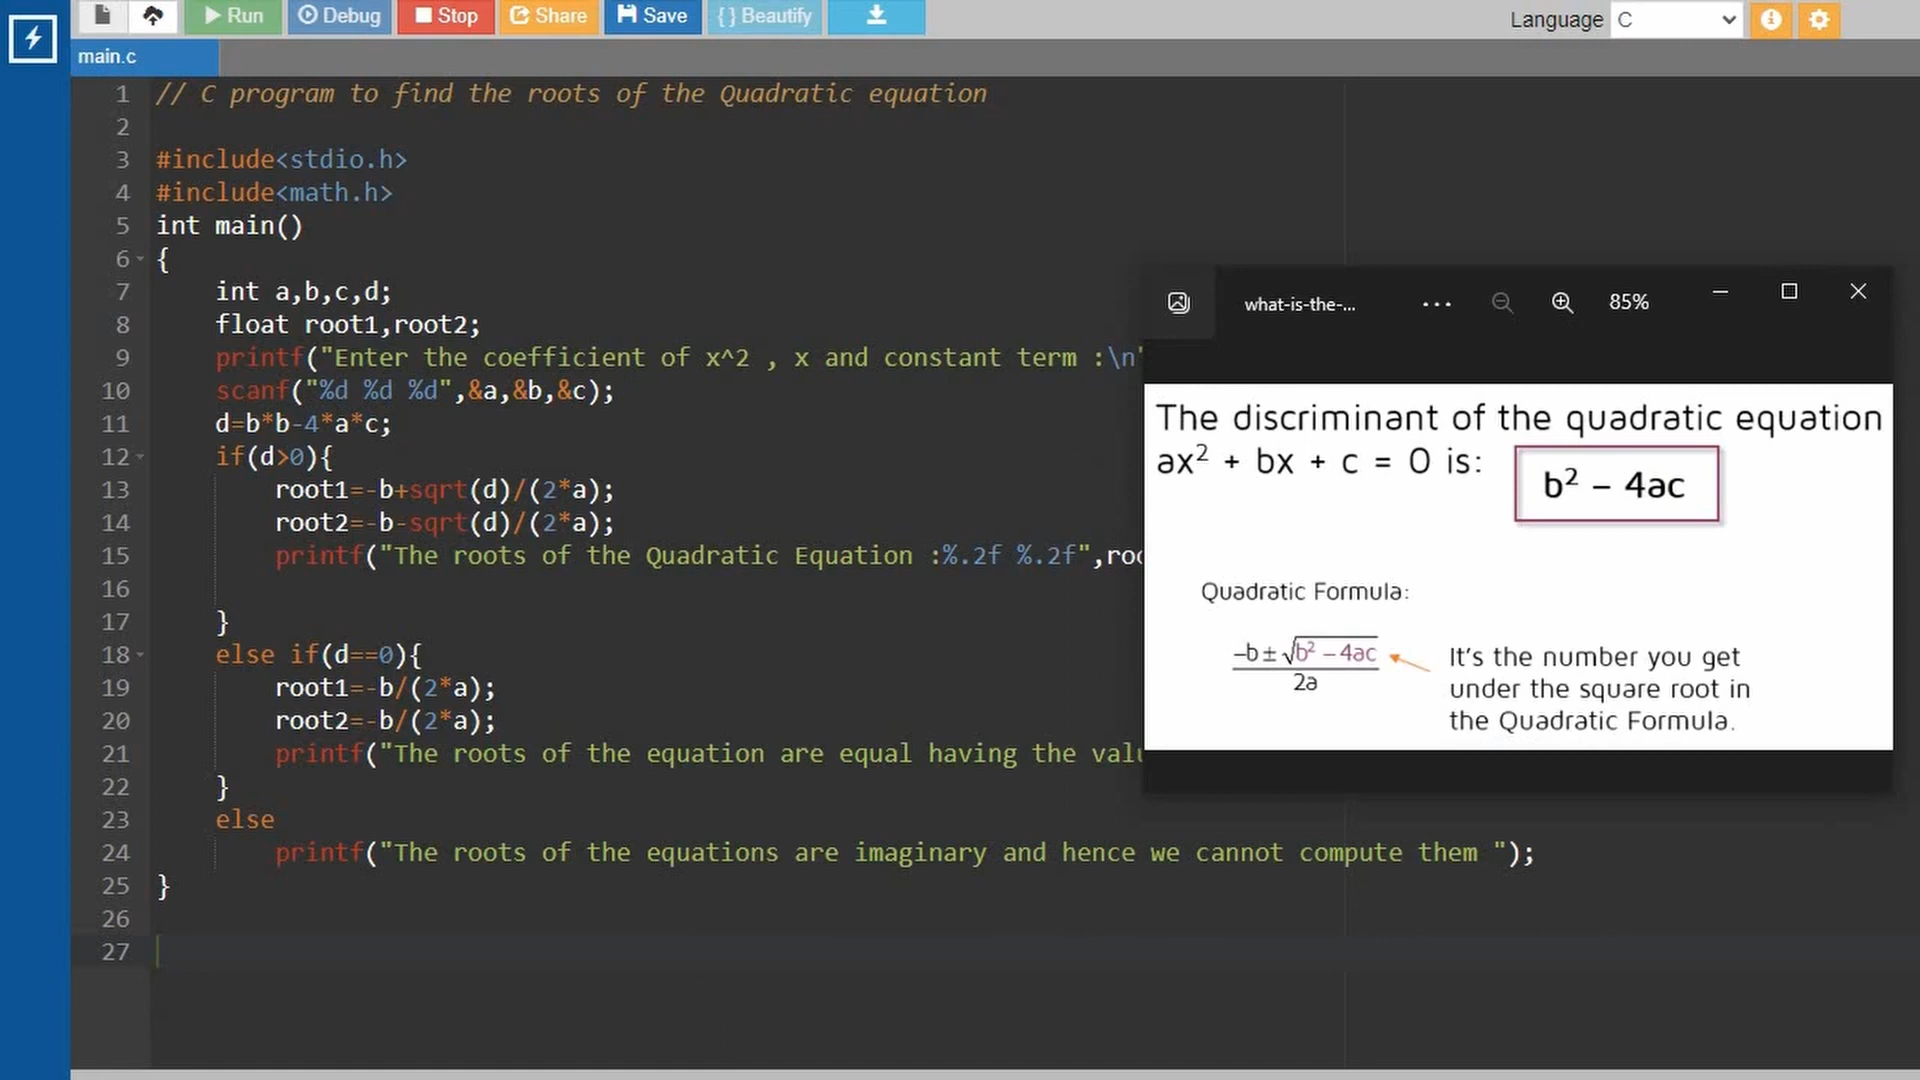 Run Debug Stop Share Save { } Beautify Language C
main.c
1 // C program to find the roots of the Quadratic equation
2
3 #include<stdio.h>
4 #include<math.h>
5 int main()
6 {
7 int a,b,c,d;
8 float root1,root2;
9 printf("Enter the coefficient of x^2 , x and constant term :\n"
10 scanf("%d %d %d",&a,&b,&c);
11 d=b*b-4*a*c;
12 if(d>0){
13 root1=-b+sqrt(d)/(2*a);
14 root2=-b-sqrt(d)/(2*a);
15 printf("The roots of the Quadratic Equation :%.2f %.2f",roo
16
17 }
18 else if(d==0){
19 root1=-b/(2*a);
20 root2=-b/(2*a);
21 printf("The roots of the equation are equal having the valu
22 }
23 else
24 printf("The roots of the equations are imaginary and hence we cannot compute them ");
25 }
26
27
what-is-the-... ... 85%
The discriminant of the quadratic equation
ax² + bx + c = 0 is:
b² – 4ac
Quadratic Formula:
–b ± √b² – 4ac
2a
It's the number you get
under the square root in
the Quadratic Formula.